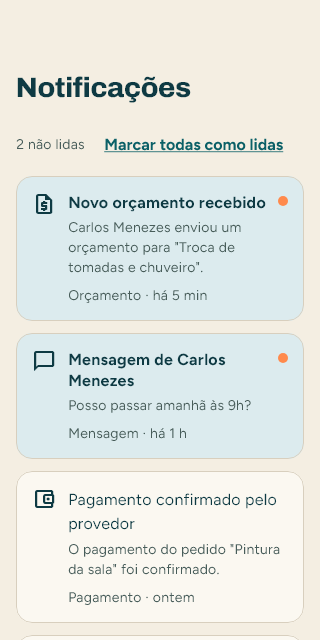 Notificações
2 não lidas Marcar todas como lidas
Novo orçamento recebido
Carlos Menezes enviou um
orçamento para "Troca de
tomadas e chuveiro".
Orçamento · há 5 min
Mensagem de Carlos
Menezes
Posso passar amanhã às 9h?
Mensagem · há 1 h
Pagamento confirmado pelo
provedor
O pagamento do pedido "Pintura
da sala" foi confirmado.
Pagamento · ontem